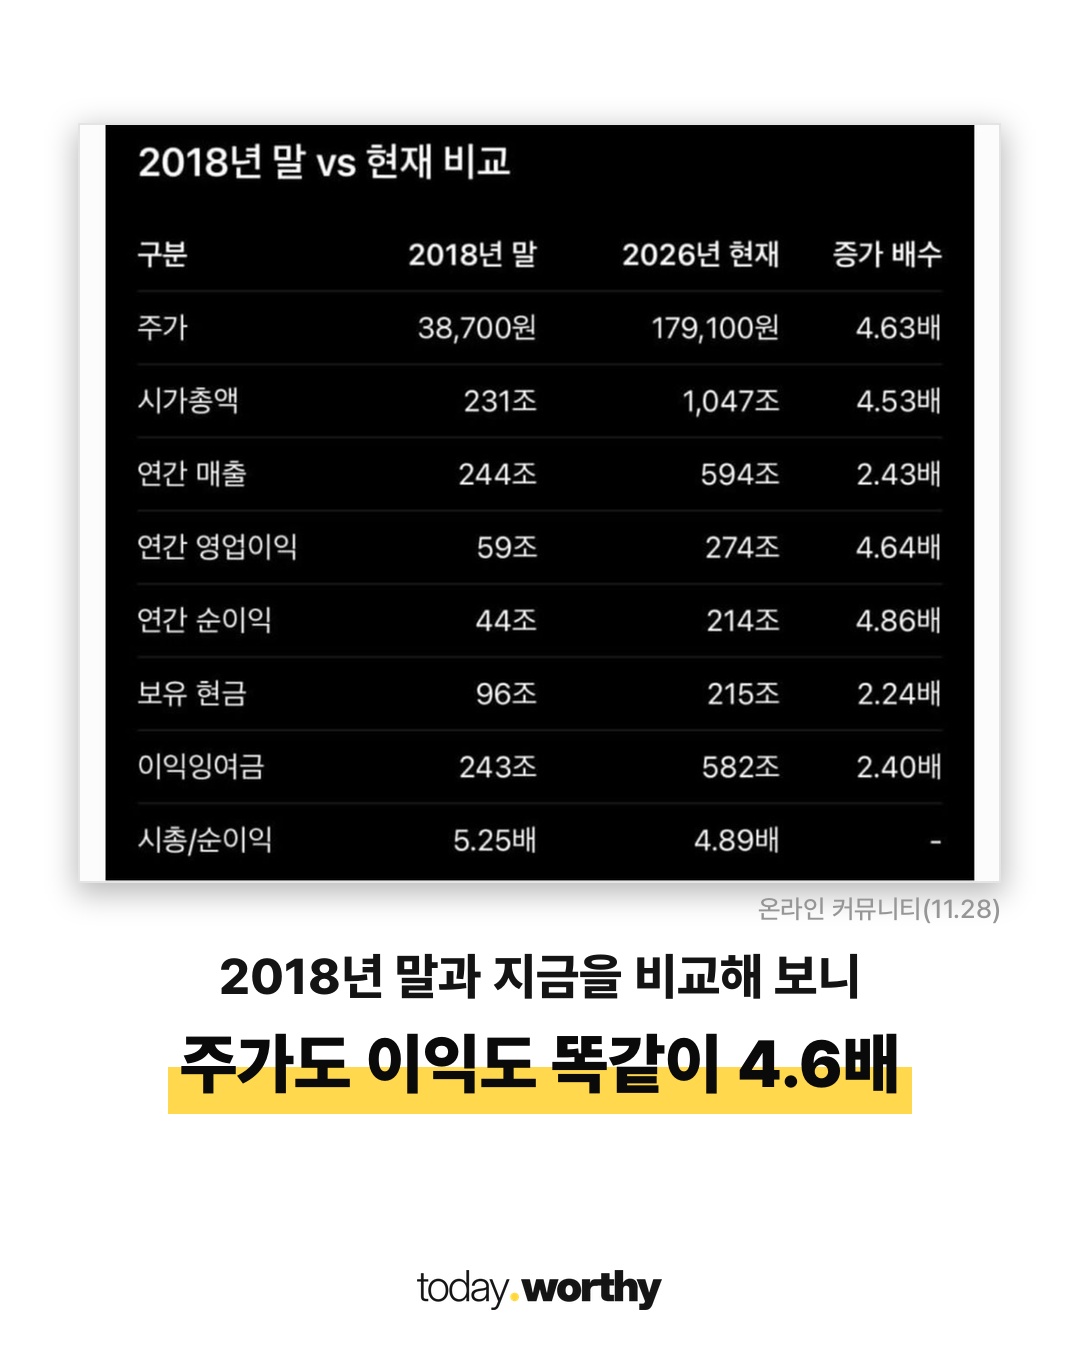 2018년 말 vs 현재 비교
구분 2018년 말 2026년 현재 증가 배수
주가 38,700원 179,100원 4.63배
시가총액 231조 1,047조 4.53배
연간 매출 244조 594조 2.43배
연간 영업이익 59조 274조 4.64배
연간 순이익 44조 214조 4.86배
보유 현금 96조 215조 2.24배
이익잉여금 243조 582조 2.40배
시총/순이익 5.25배 4.89배 -
온라인 커뮤니티(11.28)
2018년 말과 지금을 비교해 보니
주가도 이익도 똑같이 4.6배
today.worthy